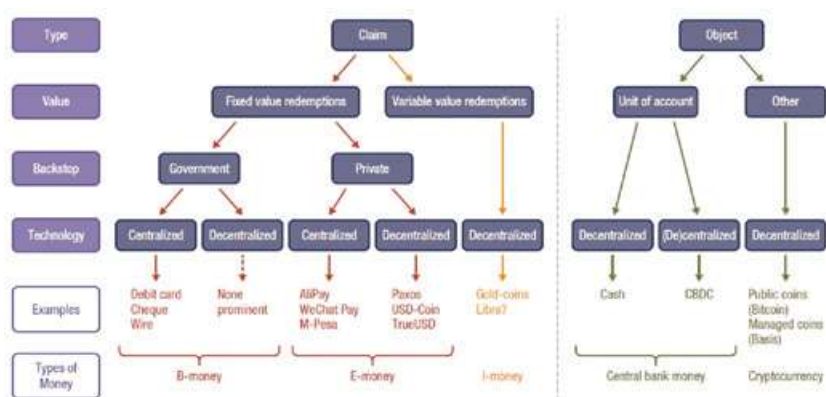 Type
Claim
Object
Value
Fixed value redemptions
Variable value redemptions
Unit of account
Other
Backstop
Government
Private
Technology
Centralized
Decentralized
Centralized
Decentralized
Decentralized
Decentralized
(De)centralized
Decentralized
Examples
Debit card
Cheque
Wire
None
prominent
AliPay
WeChat Pay
M-Pesa
Paxos
USD-Coin
TrueUSD
Gold-coins
Libra?
Cash
CBDC
Public coins
(Bitcoin)
Managed coins
(Basis)
Types of
Money
B-money
E-money
I-money
Central bank money
Cryptocurrency